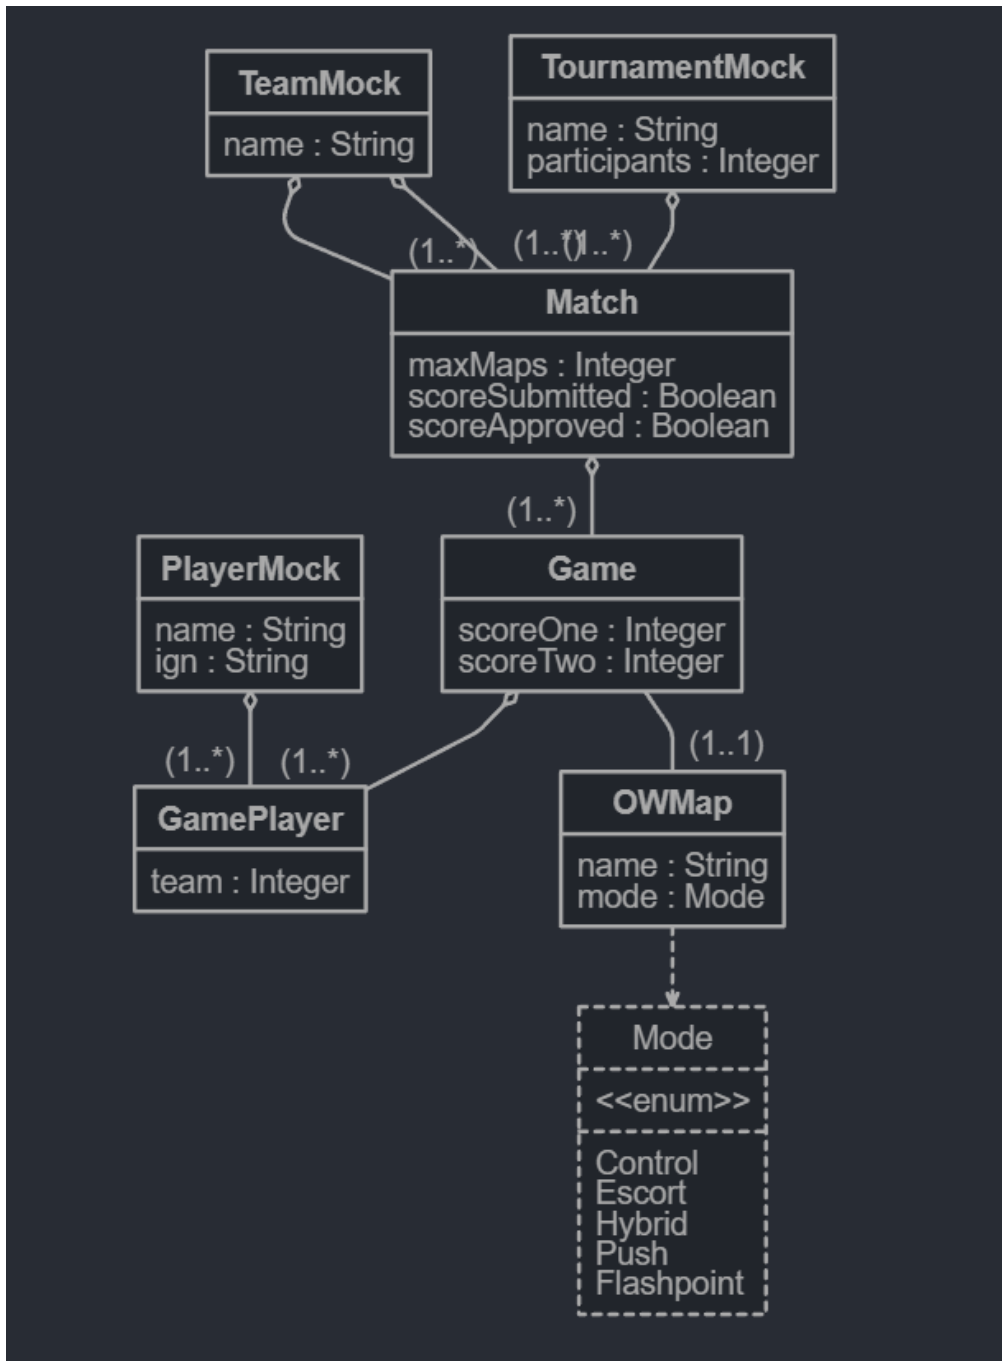 TeamMock
name : String
TournamentMock
name : String
participants : Integer
(1..*)
(1..*)
(1..*)
Match
maxMaps : Integer
scoreSubmitted : Boolean
scoreApproved : Boolean
(1..*)
PlayerMock
name : String
ign : String
Game
scoreOne : Integer
scoreTwo : Integer
(1..*)
(1..*)
(1..1)
GamePlayer
team : Integer
OWMap
name : String
mode : Mode
Mode
<<enum>>
Control
Escort
Hybrid
Push
Flashpoint